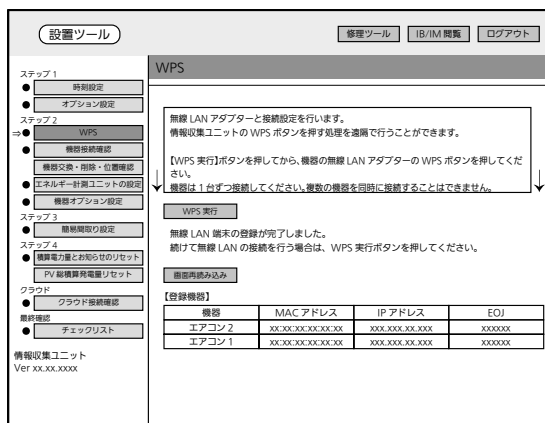 設置ツール
修理ツール
IB/IM 閲覧
ログアウト
ステップ 1
● 時刻設定
● オプション設定
ステップ 2
⇒● WPS
● 機器接続確認
機器交換・削除・位置確認
● エネルギー計測ユニットの設定
● 機器オプション設定
ステップ 3
● 簡易間取り設定
ステップ 4
● 積算電力量とお知らせのリセット
PV 総積算発電量リセット
クラウド
● クラウド接続確認
最終確認
● チェックリスト
情報収集ユニット
Ver xx.xx.xxxx
WPS
無線 LAN アダプターと接続設定を行います。
情報収集ユニットの WPS ボタンを押す処理を遠隔で行うことができます。
【WPS 実行】ボタンを押してから、機器の無線 LAN アダプターの WPS ボタンを押してくだ
さい。
機器は 1 台ずつ接続してください。複数の機器を同時に接続することはできません。
WPS 実行
無線 LAN 端末の登録が完了しました。
続けて無線 LAN の接続を行う場合は、WPS 実行ボタンを押してください。
画面再読み込み
【登録機器】
機器 MAC アドレス IP アドレス EOJ
エアコン 2 xx:xx:xx:xx:xx:xx xxx.xxx.xx.xxx xxxxxx
エアコン 1 xx:xx:xx:xx:xx:xx xxx.xxx.xx.xxx xxxxxx